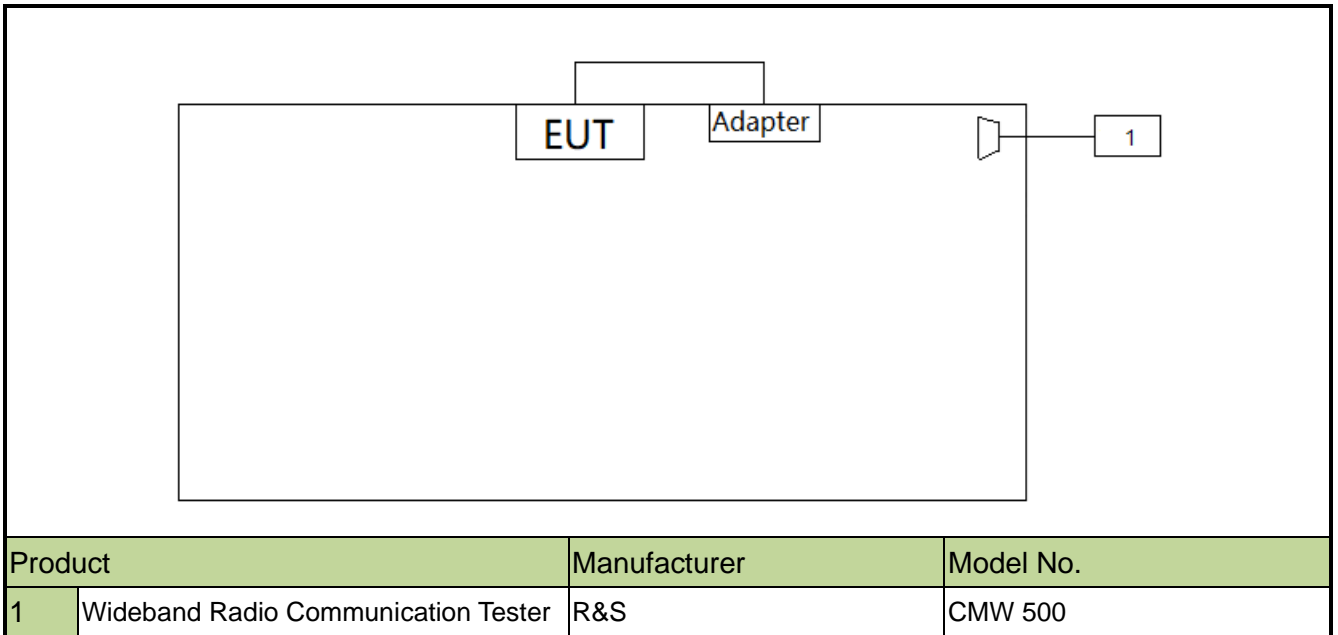 EUT
Adapter
1
Product Manufacturer Model No.
1 Wideband Radio Communication Tester R&S CMW 500